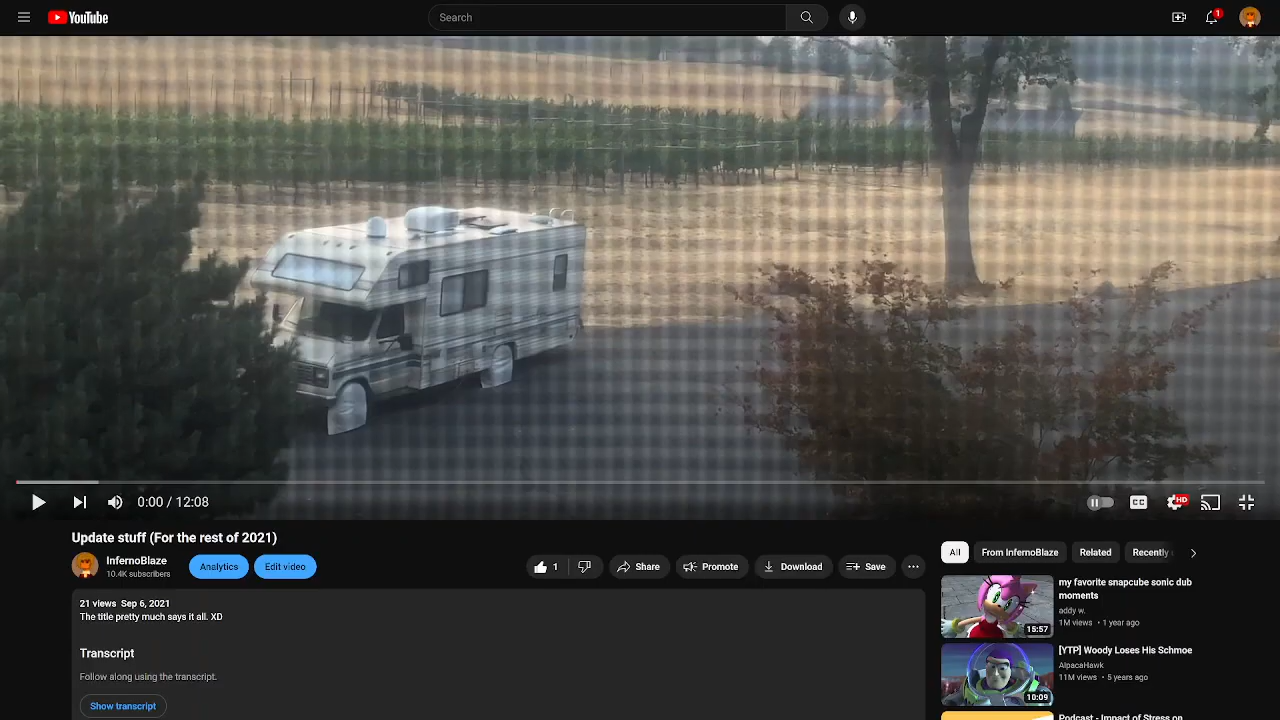 YouTube
Search
1
0:00 / 12:08
CC
HD
Update stuff (For the rest of 2021)
InfernoBlaze
10.4K subscribers
Analytics
Edit video
1
Share
Promote
Download
Save
21 views Sep 6, 2021
The title pretty much says it all. XD
Transcript
Follow along using the transcript.
Show transcript
All
From InfernoBlaze
Related
Recently
my favorite snapcube sonic dub
moments
addy w.
1M views • 1 year ago
15:57
[YTP] Woody Loses His Schmoe
AlpacaHawk
11M views • 5 years ago
10:09
Podcast - Impact of Stress on